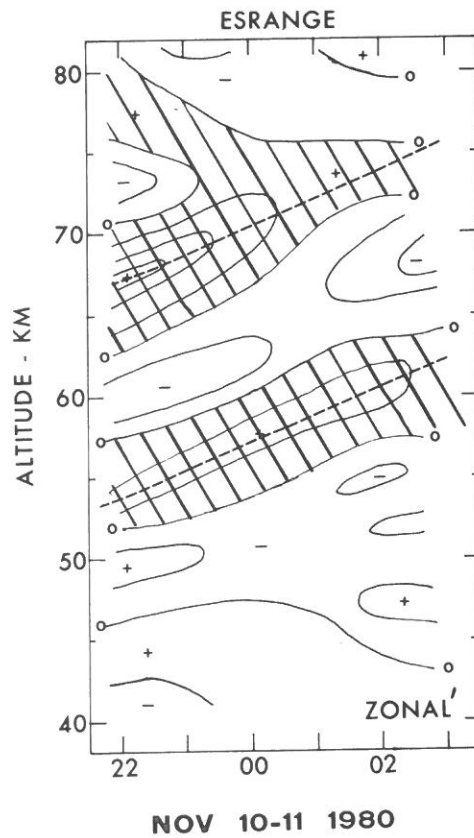 ESRANGE
80
70
60
50
40
ALTITUDE - KM
+
−
+
−
+
+
−
−
+
−
−
+
+
−
o
o
o
o
o
o
o
o
o
o
o
ZONAL'
22
00
02
NOV 10-11 1980